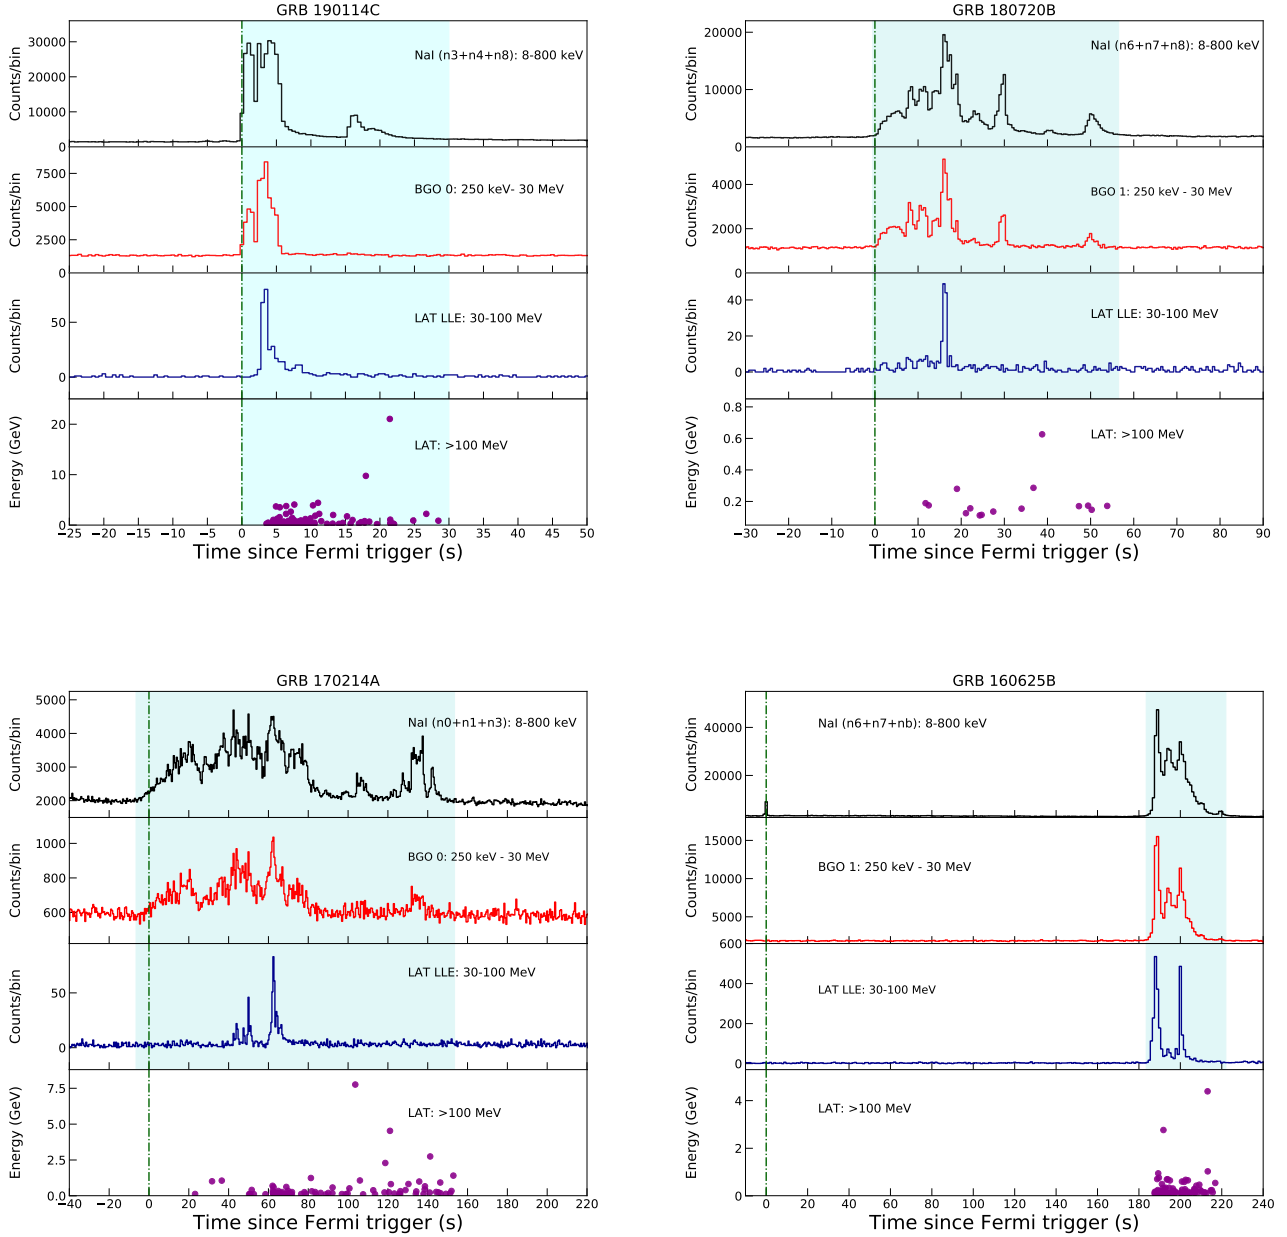 GRB 190114C
Counts/bin
30000
20000
10000
0
NaI (n3+n4+n8): 8-800 keV
Counts/bin
7500
5000
2500
0
BGO 0: 250 keV- 30 MeV
Counts/bin
50
0
LAT LLE: 30-100 MeV
Energy (GeV)
20
10
0
LAT: >100 MeV
−25 −20 −15 −10 −5 0 5 10 15 20 25 30 35 40 45 50
Time since Fermi trigger (s)
GRB 180720B
Counts/bin
20000
10000
0
NaI (n6+n7+n8): 8-800 keV
Counts/bin
4000
2000
0
BGO 1: 250 keV - 30 MeV
Counts/bin
40
20
0
LAT LLE: 30-100 MeV
Energy (GeV)
0.8
0.6
0.4
0.2
LAT: >100 MeV
−30 −20 −10 0 10 20 30 40 50 60 70 80 90
Time since Fermi trigger (s)
GRB 170214A
Counts/bin
5000
4000
3000
2000
NaI (n0+n1+n3): 8-800 keV
Counts/bin
1000
800
600
BGO 0: 250 keV - 30 MeV
Counts/bin
50
0
LAT LLE: 30-100 MeV
Energy (GeV)
7.5
5.0
2.5
0.0
LAT: >100 MeV
−40 −20 0 20 40 60 80 100 120 140 160 180 200 220
Time since Fermi trigger (s)
GRB 160625B
Counts/bin
40000
20000
NaI (n6+n7+nb): 8-800 keV
Counts/bin
15000
10000
5000
BGO 1: 250 keV - 30 MeV
Counts/bin
600
400
200
0
LAT LLE: 30-100 MeV
Energy (GeV)
4
2
0
LAT: >100 MeV
−10 0 20 40 60 80 100 120 140 160 180 200 220 240
Time since Fermi trigger (s)